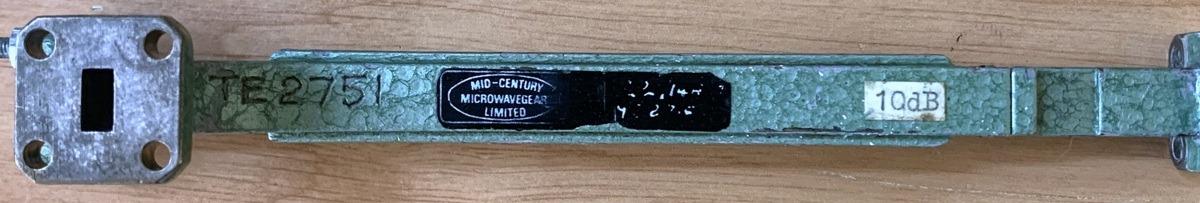 TE2751
MID-CENTURY
MICROWAVEGEAR
LIMITED
10dB